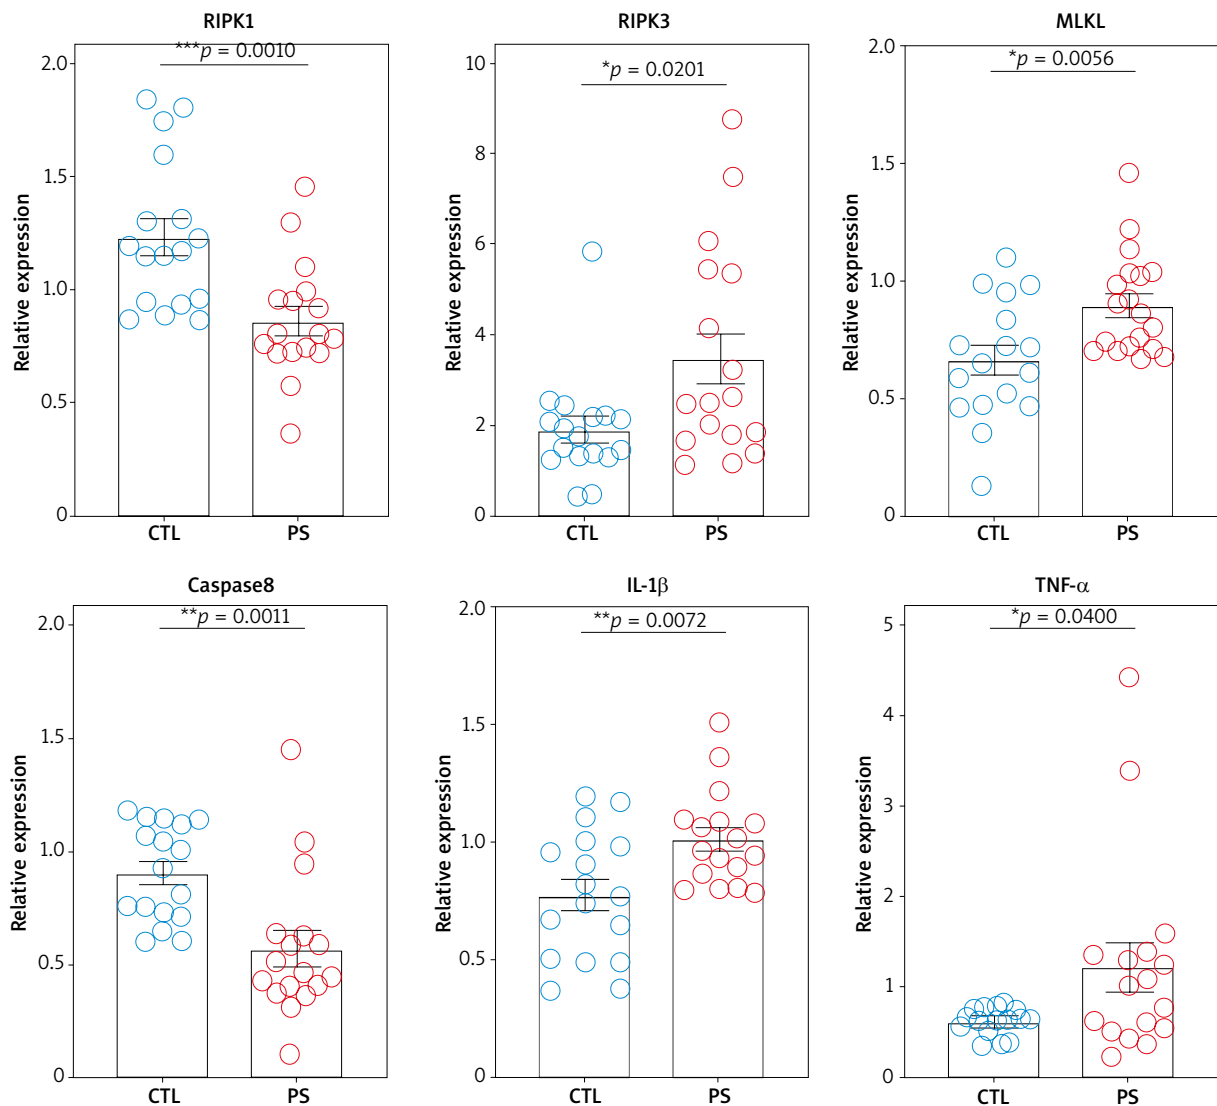 RIPK1
***p = 0.0010
Relative expression
2.0
1.5
1.0
0.5
0
CTL PS
RIPK3
*p = 0.0201
Relative expression
10
8
6
4
2
0
CTL PS
MLKL
*p = 0.0056
Relative expression
2.0
1.5
1.0
0.5
0
CTL PS
Caspase8
**p = 0.0011
Relative expression
2.0
1.5
1.0
0.5
0
CTL PS
IL-1β
**p = 0.0072
Relative expression
2.0
1.5
1.0
0.5
0
CTL PS
TNF-α
*p = 0.0400
Relative expression
5
4
3
2
1
0
CTL PS